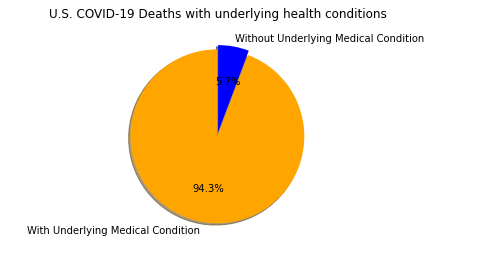 U.S. COVID-19 Deaths with underlying health conditions
Without Underlying Medical Condition
5.7%
94.3%
With Underlying Medical Condition